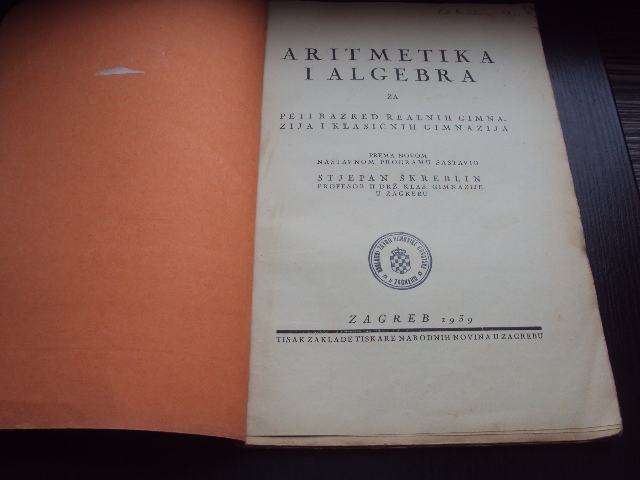 ARITMETIKA
I ALGEBRA
ZA
PETI RAZRED REALNIH GIMNA-
ZIJA I KLASIČNIH GIMNAZIJA
PREMA NOVOM
NASTAVNOM PROGRAMU SASTAVIO
STJEPAN ŠKREBLIN
PROFESOR II DRŽ. KLAS. GIMNAZIJE
U ZAGREBU
U ZAGREBU
ZAGREB 1939
TISAK ZAKLADE TISKARE NARODNIH NOVINA U ZAGREBU